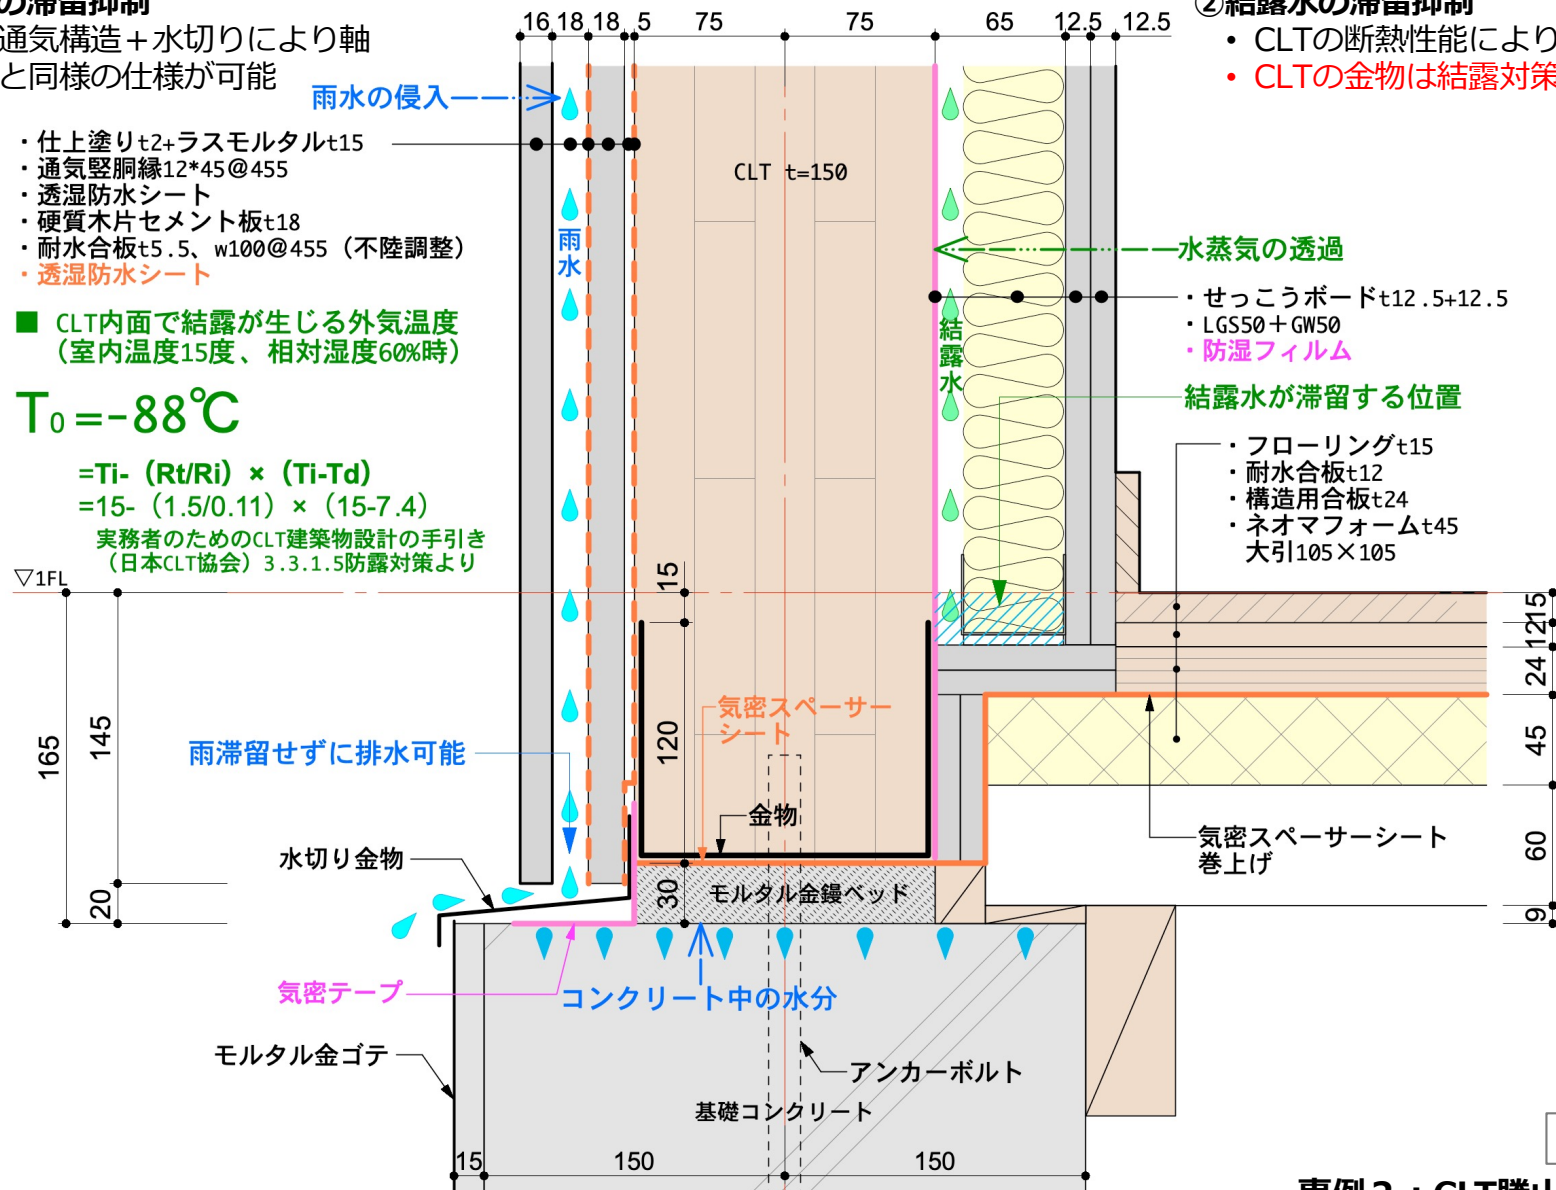 の滞留抑制
通気構造＋水切りにより軸
と同様の仕様が可能
②結露水の滞留抑制
• CLTの断熱性能により
• CLTの金物は結露対策
16 18 18 5 75 75 65 12.5 12.5
雨水の侵入
・仕上塗りt2+ラスモルタルt15
・通気竪胴縁12*45@455
・透湿防水シート
・硬質木片セメント板t18
・耐水合板t5.5、w100@455（不陸調整）
・透湿防水シート
CLT t=150
雨水
水蒸気の透過
・せっこうボードt12.5+12.5
・LGS50＋GW50
・防湿フィルム
結露水
■ CLT内面で結露が生じる外気温度
（室内温度15度、相対湿度60%時）
T₀=-88℃
=Ti-（Rt/Ri）×（Ti-Td）
=15-（1.5/0.11）×（15-7.4）
実務者のためのCLT建築物設計の手引き
（日本CLT協会）3.3.1.5防露対策より
結露水が滞留する位置
・フローリングt15
・耐水合板t12
・構造用合板t24
・ネオマフォームt45
大引105×105
▽1FL
15
120
30
165
145
20
15
12
24
45
60
9
気密スペーサー
シート
雨滞留せずに排水可能
金物
水切り金物
モルタル金鏝ベッド
気密スペーサーシート
巻上げ
気密テープ
コンクリート中の水分
モルタル金ゴテ
アンカーボルト
基礎コンクリート
15 150 150